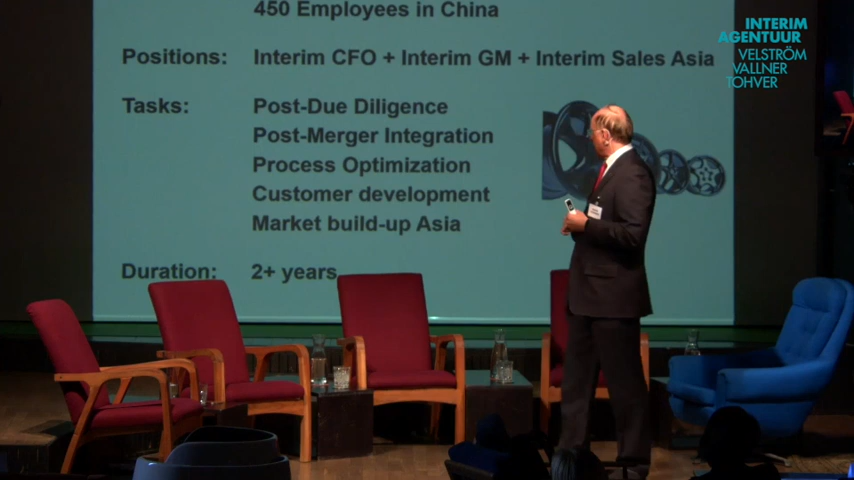 450 Employees in China
Positions: Interim CFO + Interim GM + Interim Sales Asia
Tasks: Post-Due Diligence
Post-Merger Integration
Process Optimization
Customer development
Market build-up Asia
Duration: 2+ years
INTERIM
AGENTUUR
VELSTRÖM
VALLNER
TOHVER